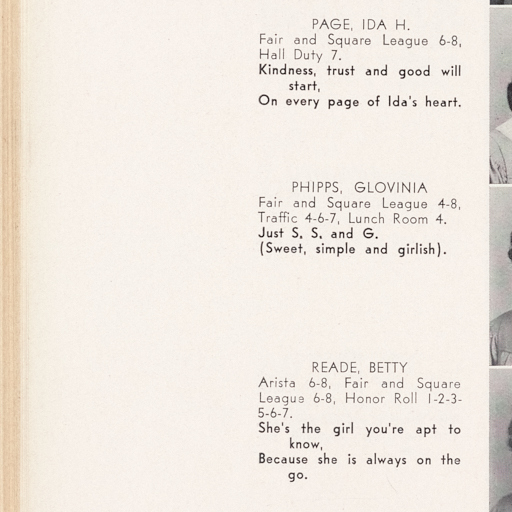 PAGE, IDA H.
Fair and Square League 6-8,
Hall Duty 7.
Kindness, trust and good will
start,
On every page of Ida's heart.
PHIPPS, GLOVINIA
Fair and Square League 4-8,
Traffic 4-6-7, Lunch Room 4.
Just S. S. and G.
(Sweet, simple and girlish).
READE, BETTY
Arista 6-8, Fair and Square
League 6-8, Honor Roll 1-2-3-
5-6-7.
She's the girl you're apt to
know,
Because she is always on the
go.